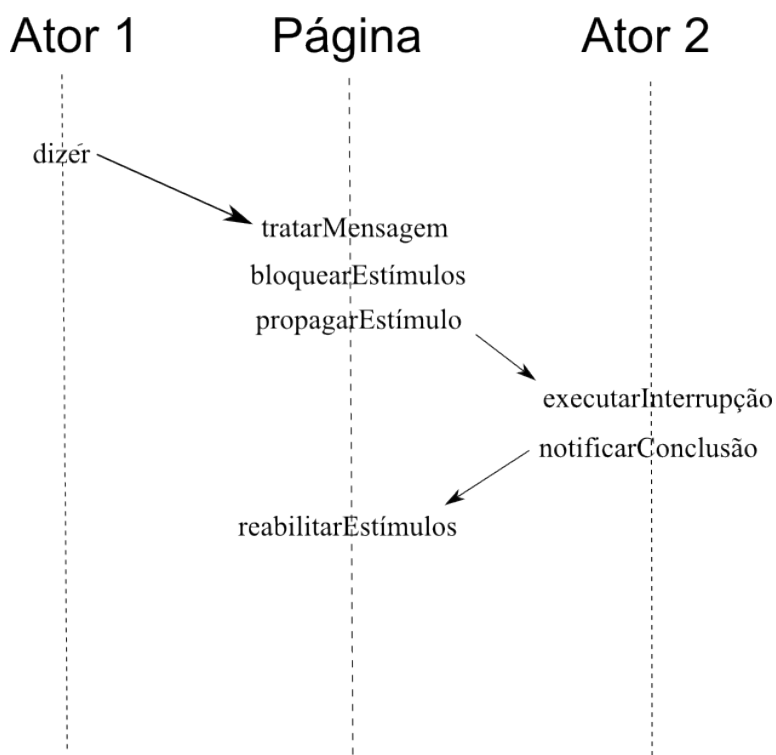 Ator 1 Página Ator 2
dizer
tratarMensagem
bloquearEstímulos
propagarEstímulo
executarInterrupção
notificarConclusão
reabilitarEstímulos